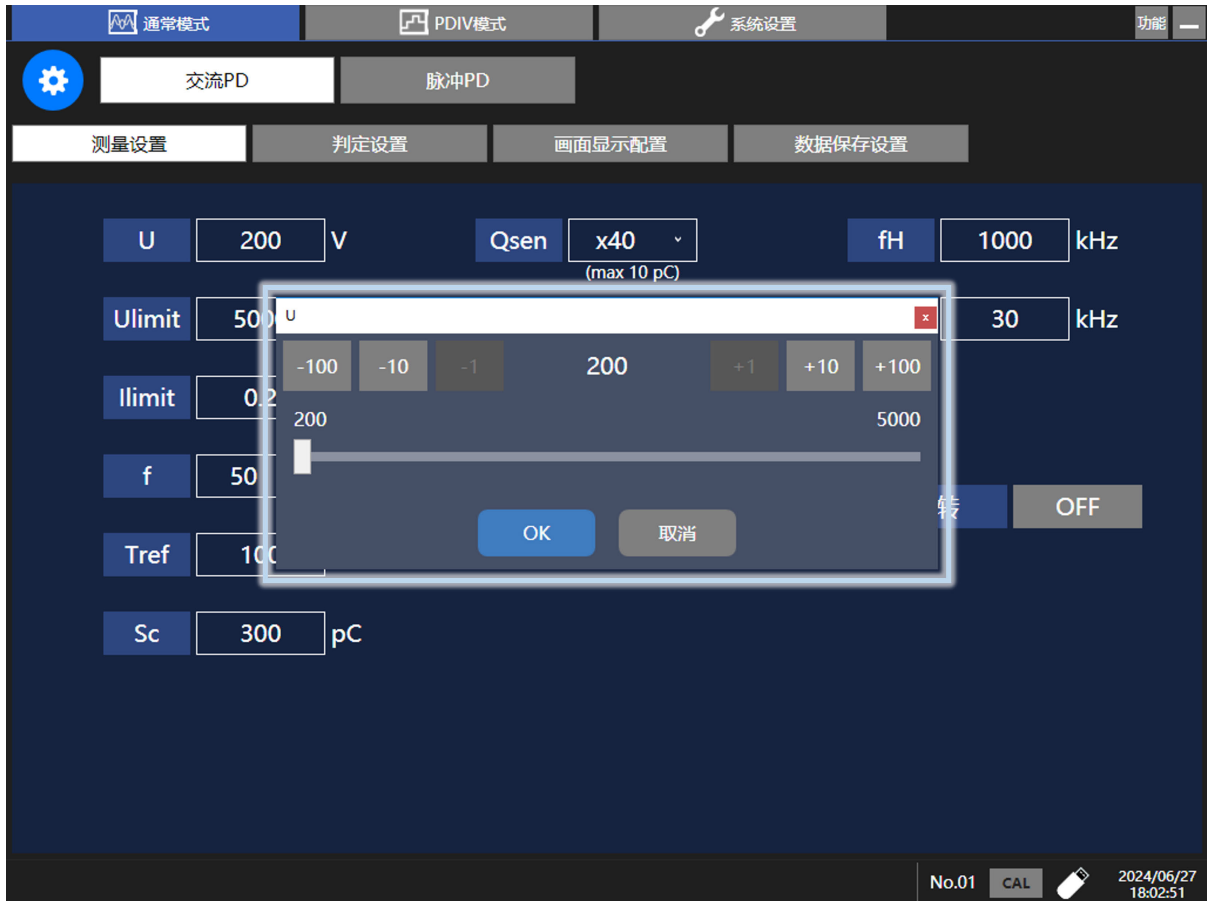 通常模式
PDIV模式
系统设置
功能
交流PD
脉冲PD
测量设置
判定设置
画面显示配置
数据保存设置
U 200 V
Qsen x40
(max 10 pC)
fH 1000 kHz
Ulimit
30 kHz
U
x
-100 -10 -1 200 +1 +10 +100
200 5000
Ilimit
f 50
OK 取消
转 OFF
Tref
Sc 300 pC
No.01 CAL
2024/06/27
18:02:51